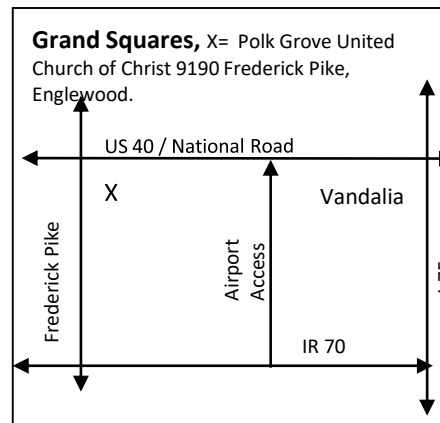 Grand Squares, X= Polk Grove United
Church of Christ 9190 Frederick Pike,
Englewood.
US 40 / National Road
X
Vandalia
Frederick Pike
Airport
Access
IR 70